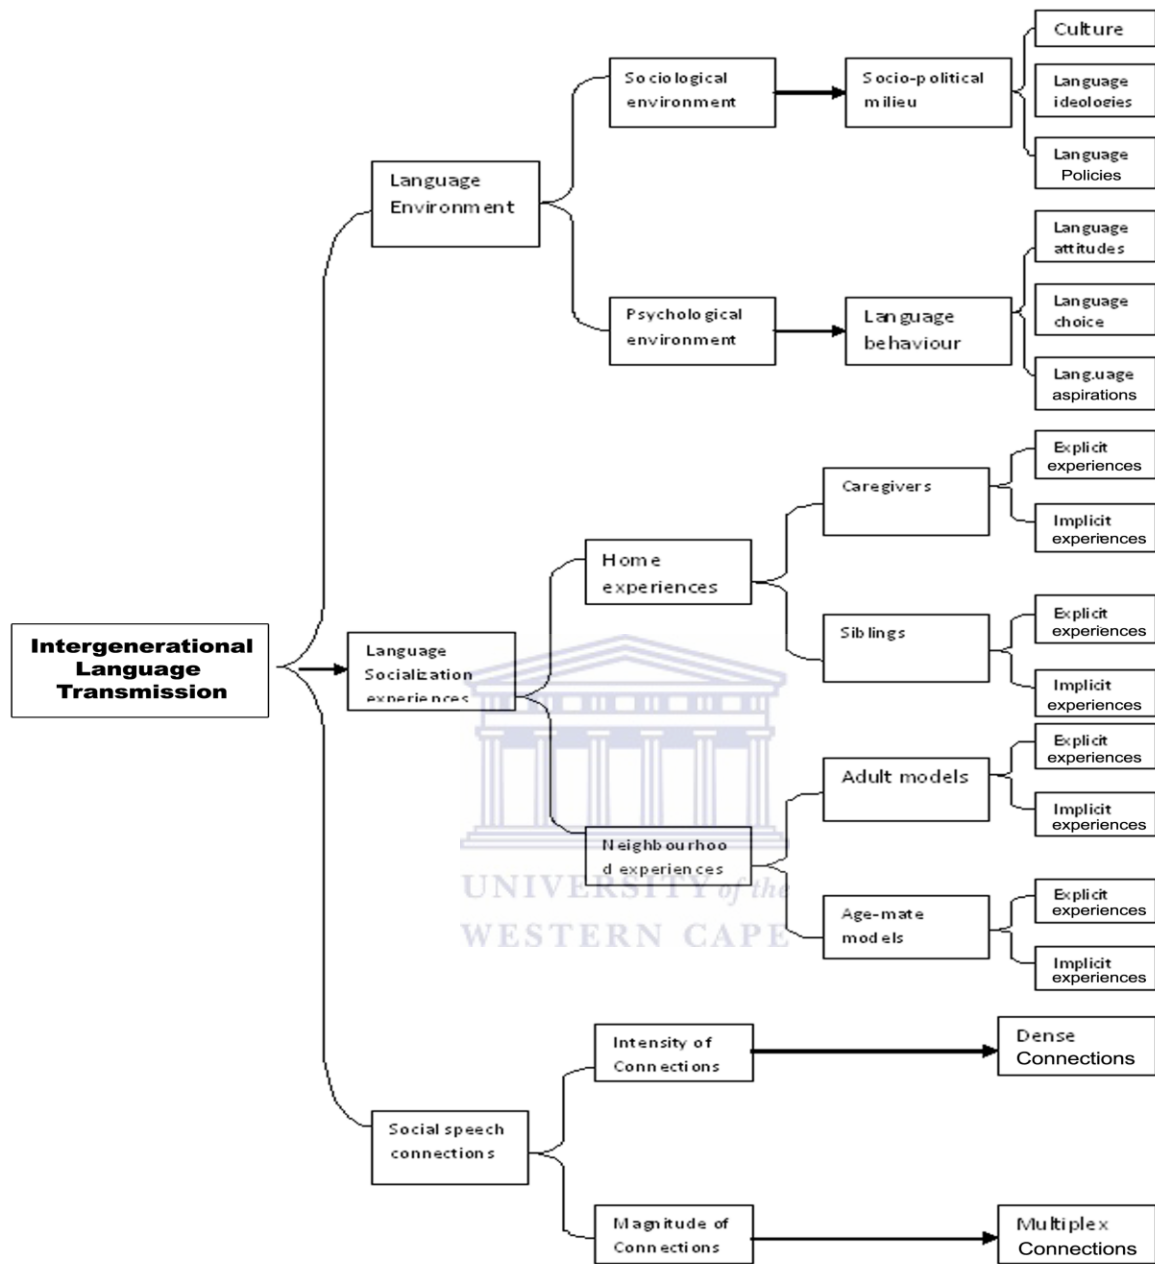 Culture
Sociological
environment
Socio-political
milieu
Language
ideologies
Language
Policies
Language
Environment
Language
attitudes
Psychological
environment
Language
behaviour
Language
choice
Lang.uage
aspirations
Explicit
experiences
Caregivers
Implicit
experiences
Home
experiences
Siblings
Explicit
experiences
Implicit
experiences
Intergenerational
Language
Transmission
Language
Socialization
experiences
Explicit
experiences
Adult models
Implicit
experiences
Neighbourhoo
d experiences
Explicit
experiences
Age-mate
models
Implicit
experiences
UNIVERSITY of the
WESTERN CAPE
Intensity of
Connections
Dense
Connections
Social speech
connections
Magnitude of
Connections
Multiplex
Connections